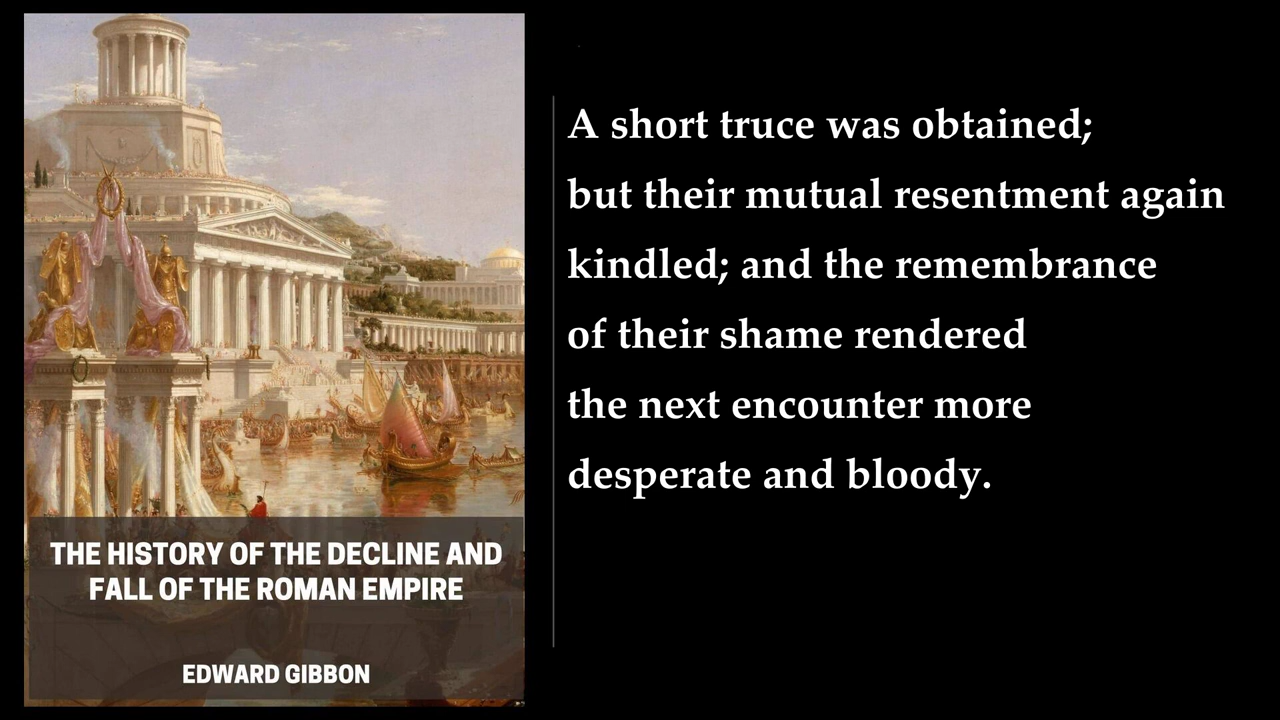 THE HISTORY OF THE DECLINE AND
FALL OF THE ROMAN EMPIRE
EDWARD GIBBON
A short truce was obtained;
but their mutual resentment again
kindled; and the remembrance
of their shame rendered
the next encounter more
desperate and bloody.